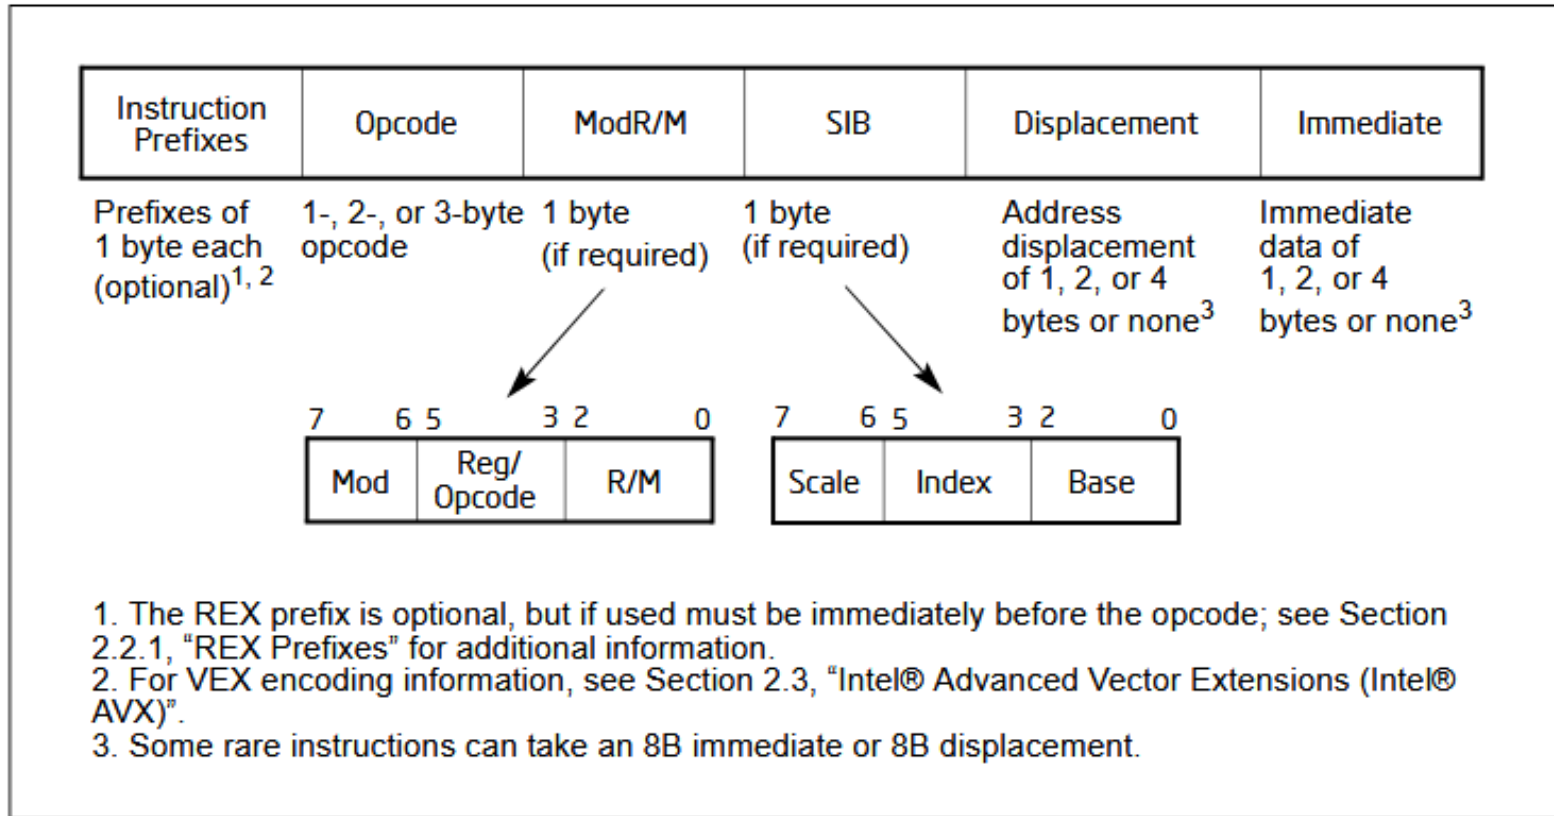 Instruction Prefixes Opcode ModR/M SIB Displacement Immediate
Prefixes of 1 byte each (optional)1, 2
1-, 2-, or 3-byte opcode
1 byte (if required)
1 byte (if required)
Address displacement of 1, 2, or 4 bytes or none3
Immediate data of 1, 2, or 4 bytes or none3
7 6 5 3 2 0
Mod Reg/Opcode R/M
7 6 5 3 2 0
Scale Index Base
1. The REX prefix is optional, but if used must be immediately before the opcode; see Section
2.2.1, “REX Prefixes” for additional information.
2. For VEX encoding information, see Section 2.3, “Intel® Advanced Vector Extensions (Intel®
AVX)”.
3. Some rare instructions can take an 8B immediate or 8B displacement.